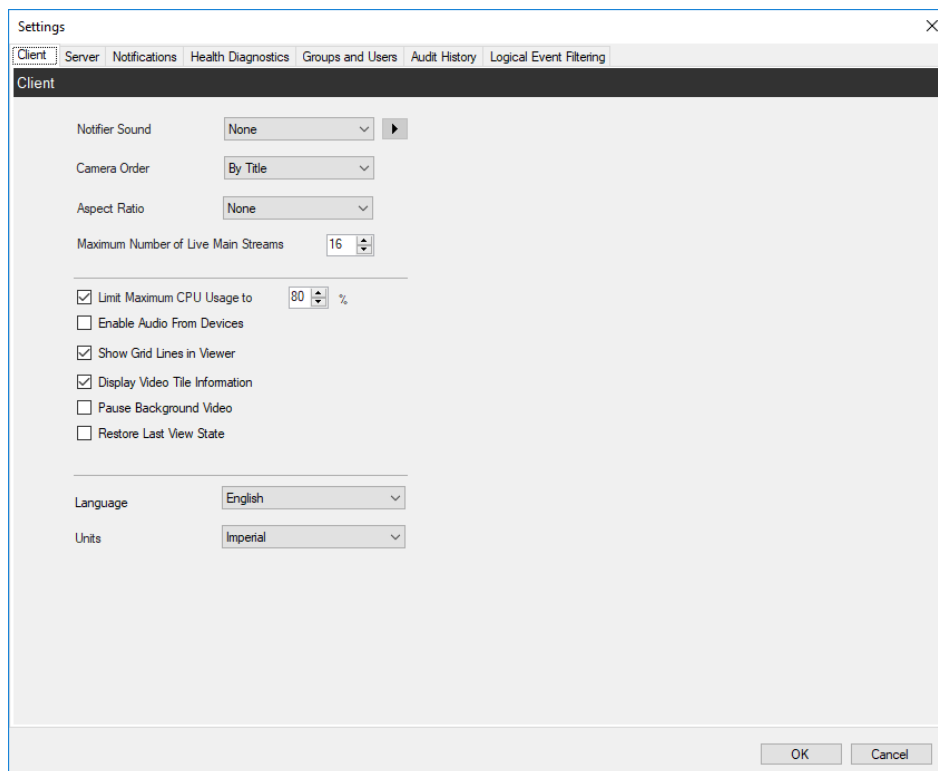 Settings
Client Server Notifications Health Diagnostics Groups and Users Audit History Logical Event Filtering
Client
Notifier Sound None
Camera Order By Title
Aspect Ratio None
Maximum Number of Live Main Streams 16
Limit Maximum CPU Usage to 80 %
Enable Audio From Devices
Show Grid Lines in Viewer
Display Video Tile Information
Pause Background Video
Restore Last View State
Language English
Units Imperial
OK Cancel